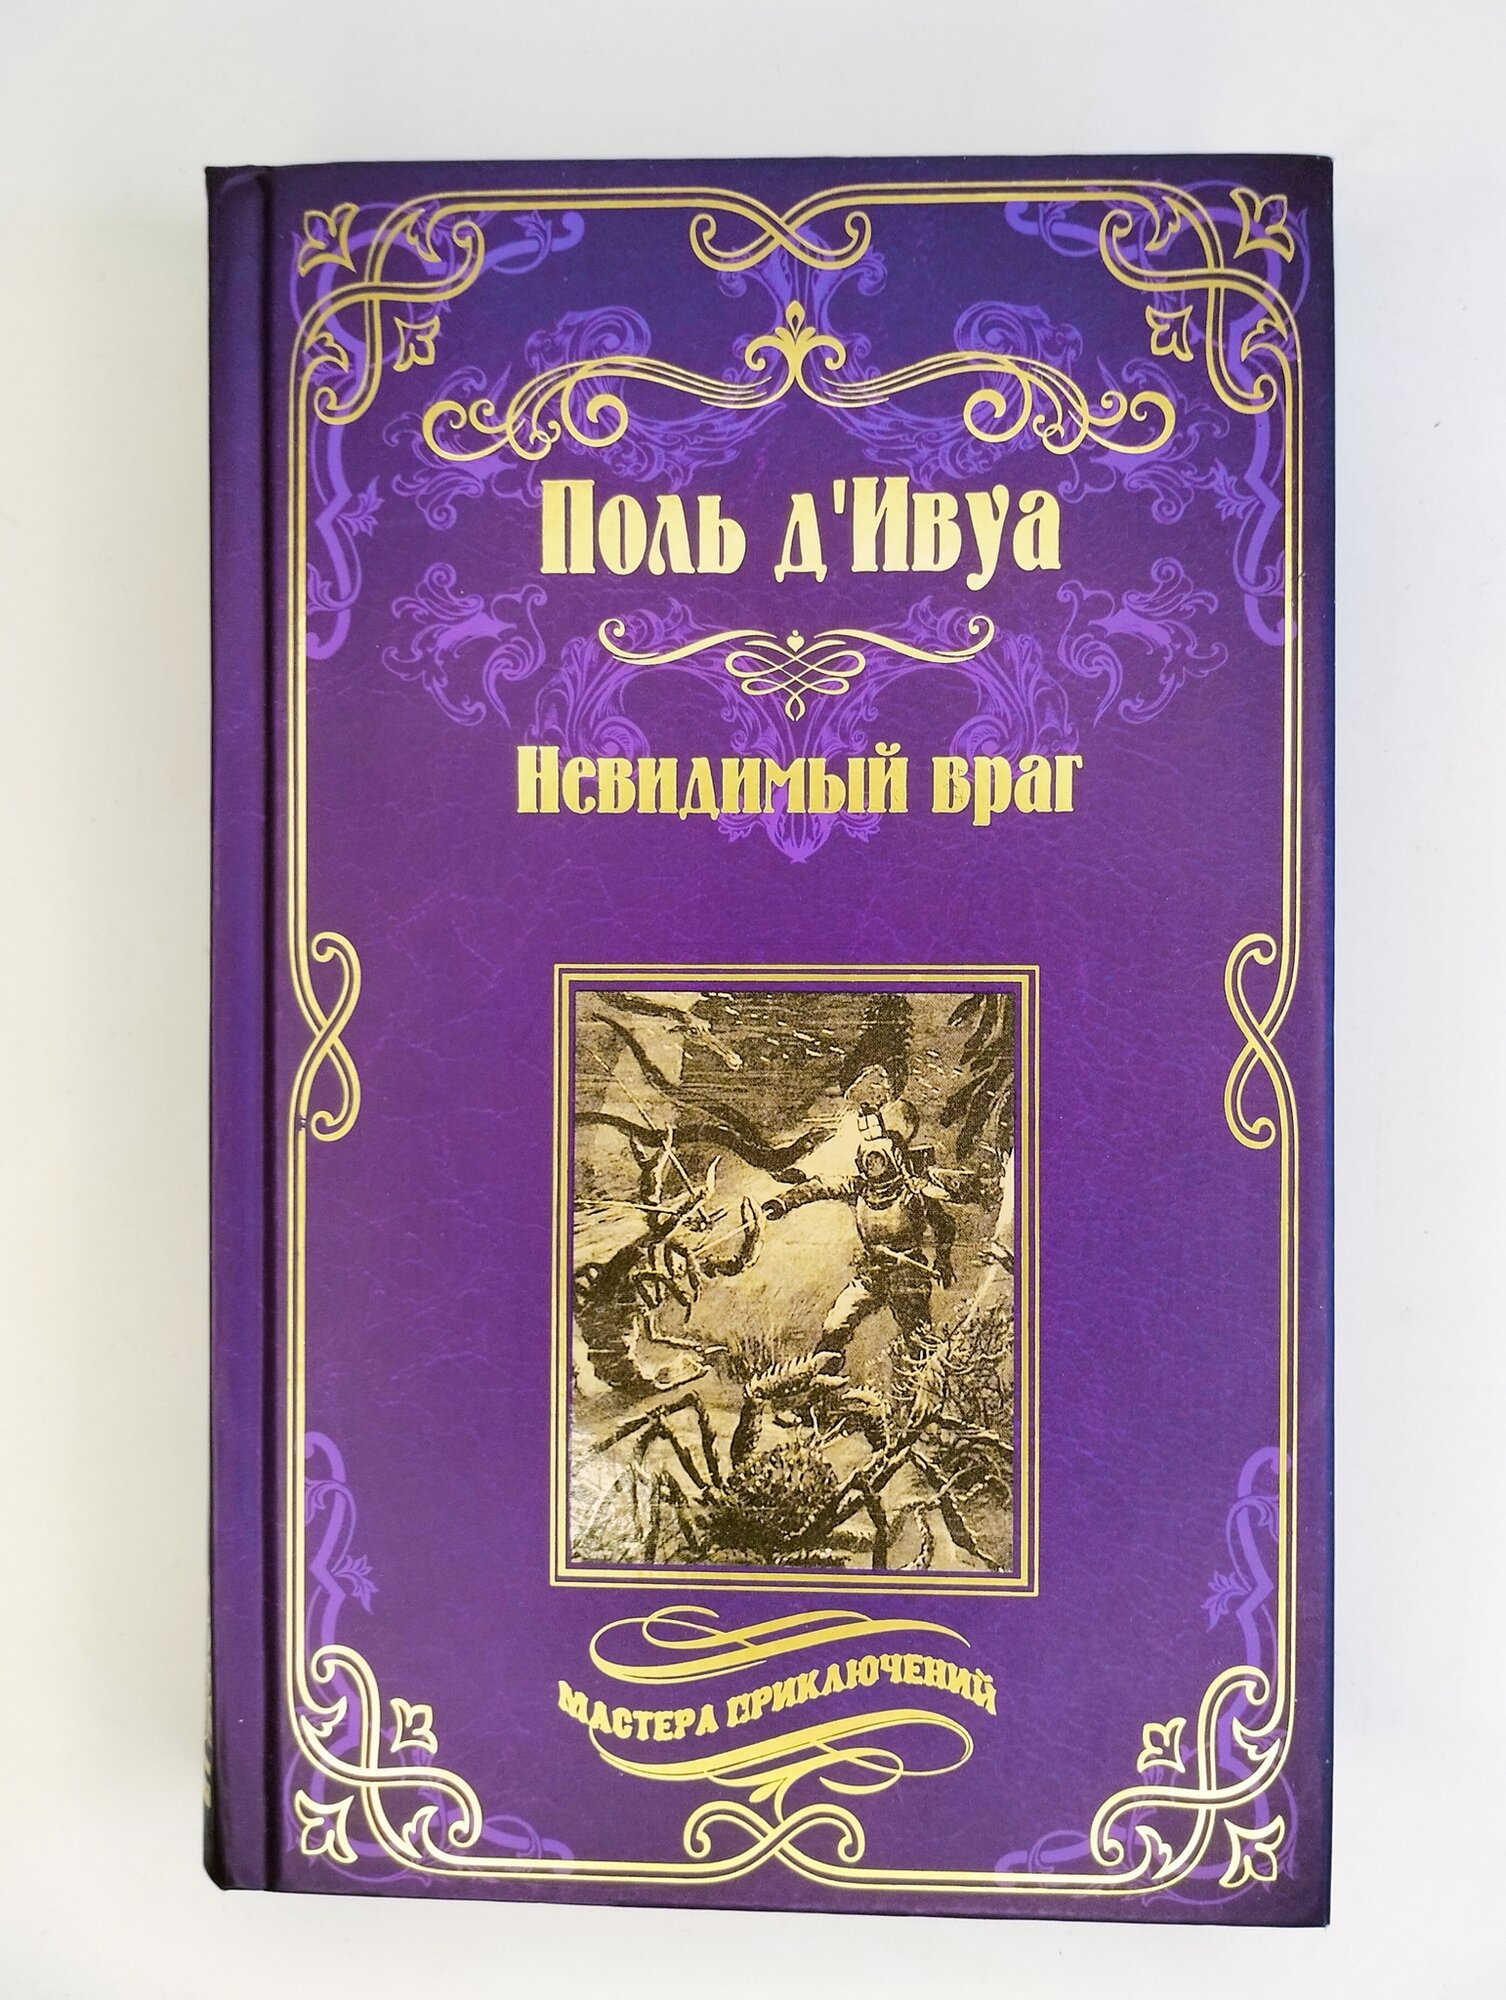 Поль д'Ивуа
Невидимый враг
МАСТЕРА ПРИКЛЮЧЕНИЙ